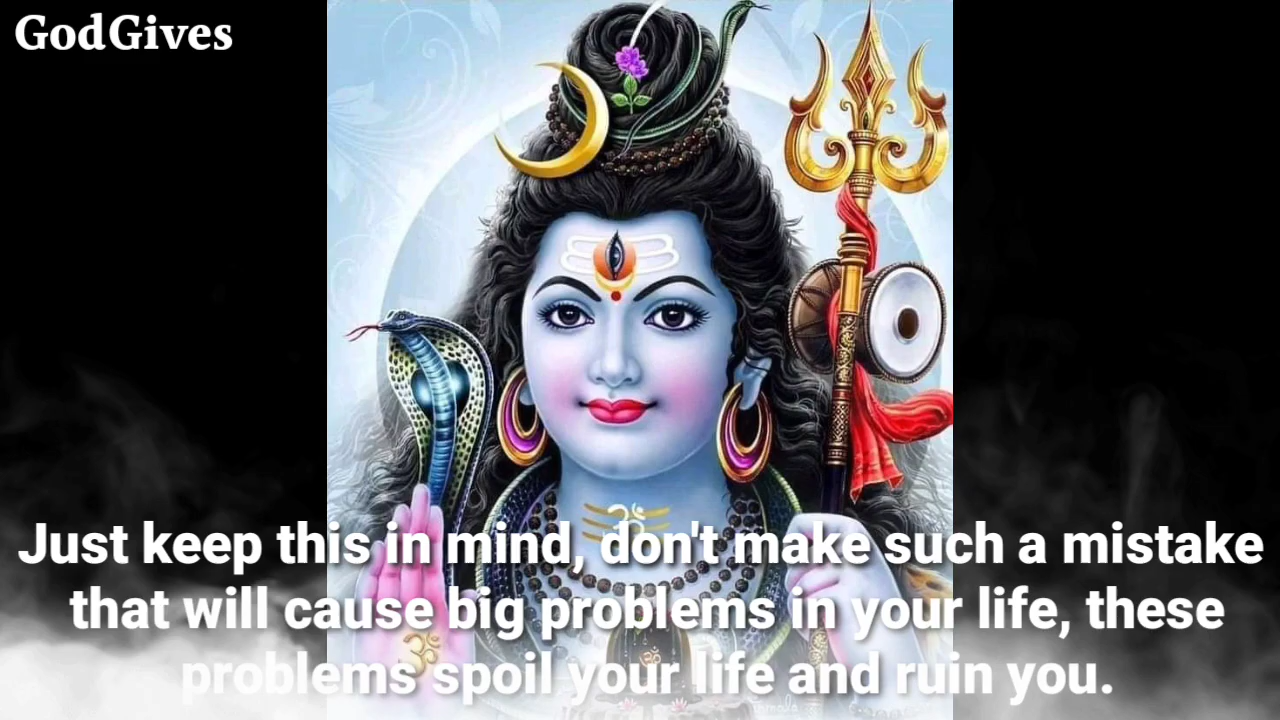 GodGives
ॐ
Just keep this in mind, don't make such a mistake
that will cause big problems in your life, these
ॐ
problems spoil your life and ruin you.